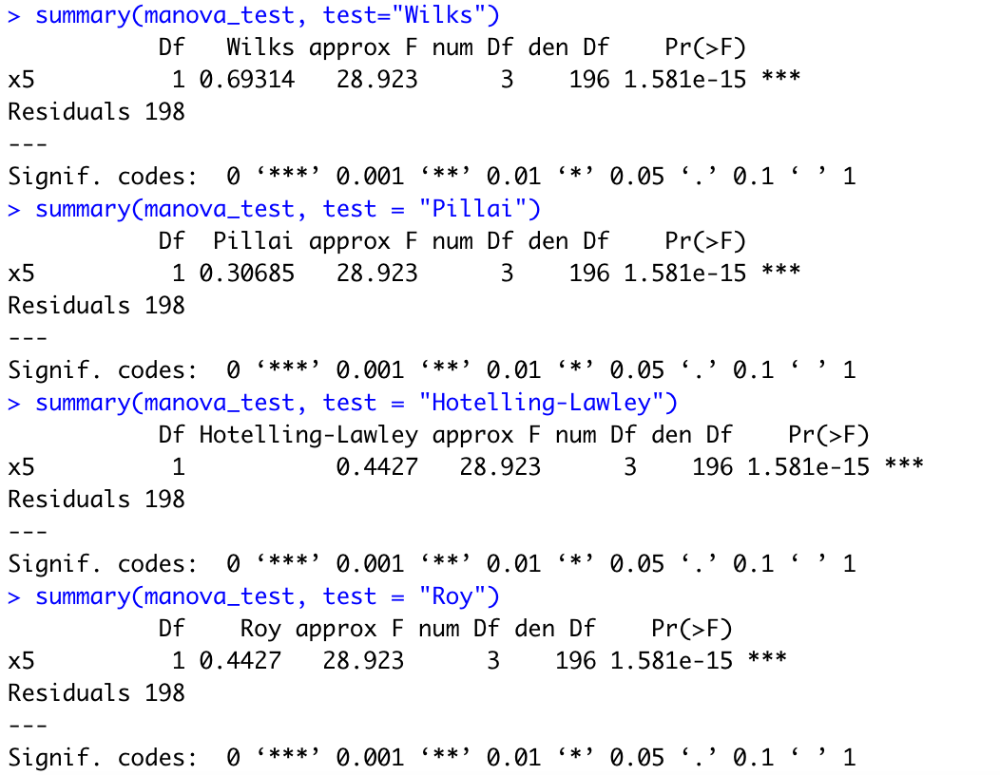 > summary(manova_test, test="Wilks")
           Df   Wilks approx F num Df den Df    Pr(>F)
x5          1 0.69314   28.923      3    196 1.581e-15 ***
Residuals 198
---
Signif. codes:  0 ‘***’ 0.001 ‘**’ 0.01 ‘*’ 0.05 ‘.’ 0.1 ‘ ’ 1
> summary(manova_test, test = "Pillai")
           Df  Pillai approx F num Df den Df    Pr(>F)
x5          1 0.30685   28.923      3    196 1.581e-15 ***
Residuals 198
---
Signif. codes:  0 ‘***’ 0.001 ‘**’ 0.01 ‘*’ 0.05 ‘.’ 0.1 ‘ ’ 1
> summary(manova_test, test = "Hotelling-Lawley")
           Df Hotelling-Lawley approx F num Df den Df    Pr(>F)
x5          1           0.4427   28.923      3    196 1.581e-15 ***
Residuals 198
---
Signif. codes:  0 ‘***’ 0.001 ‘**’ 0.01 ‘*’ 0.05 ‘.’ 0.1 ‘ ’ 1
> summary(manova_test, test = "Roy")
           Df    Roy approx F num Df den Df    Pr(>F)
x5          1 0.4427   28.923      3    196 1.581e-15 ***
Residuals 198
---
Signif. codes:  0 ‘***’ 0.001 ‘**’ 0.01 ‘*’ 0.05 ‘.’ 0.1 ‘ ’ 1